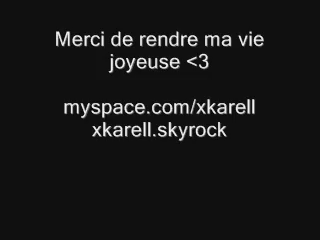 Merci de rendre ma vie
joyeuse <3
myspace.com/xkarell
xkarell.skyrock